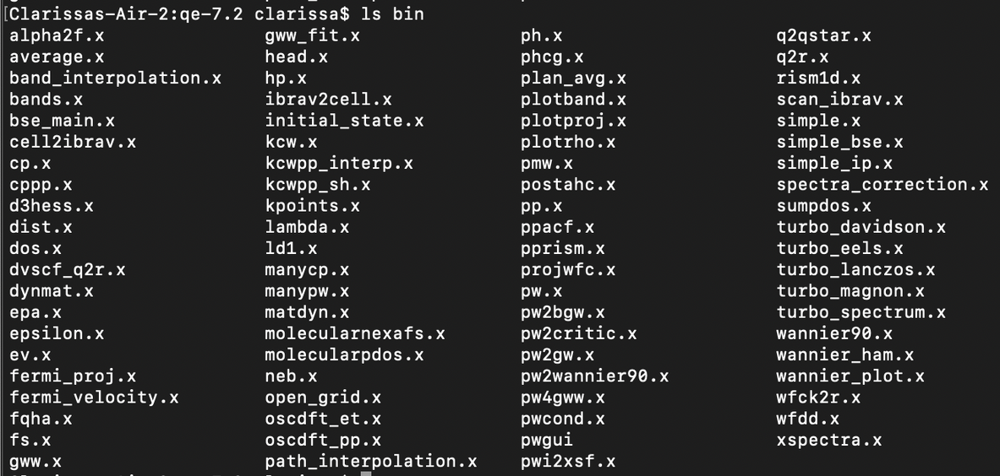 [Clarissas-Air-2:qe-7.2 clarissa$ ls bin
alpha2f.x gww_fit.x ph.x q2qstar.x
average.x head.x phcg.x q2r.x
band_interpolation.x hp.x plan_avg.x rism1d.x
bands.x ibrav2cell.x plotband.x scan_ibrav.x
bse_main.x initial_state.x plotproj.x simple.x
cell2ibrav.x kcw.x plotrho.x simple_bse.x
cp.x kcwpp_interp.x pmw.x simple_ip.x
cppp.x kcwpp_sh.x postahc.x spectra_correction.x
d3hess.x kpoints.x pp.x sumpdos.x
dist.x lambda.x ppacf.x turbo_davidson.x
dos.x ld1.x pprism.x turbo_eels.x
dvscf_q2r.x manycp.x projwfc.x turbo_lanczos.x
dynmat.x manypw.x pw.x turbo_magnon.x
epa.x matdyn.x pw2bgw.x turbo_spectrum.x
epsilon.x molecularnexafs.x pw2critic.x wannier90.x
ev.x molecularpdos.x pw2gw.x wannier_ham.x
fermi_proj.x neb.x pw2wannier90.x wannier_plot.x
fermi_velocity.x open_grid.x pw4gww.x wfck2r.x
fqha.x oscdft_et.x pwcond.x wfdd.x
fs.x oscdft_pp.x pwgui xspectra.x
gww.x path_interpolation.x pwi2xsf.x